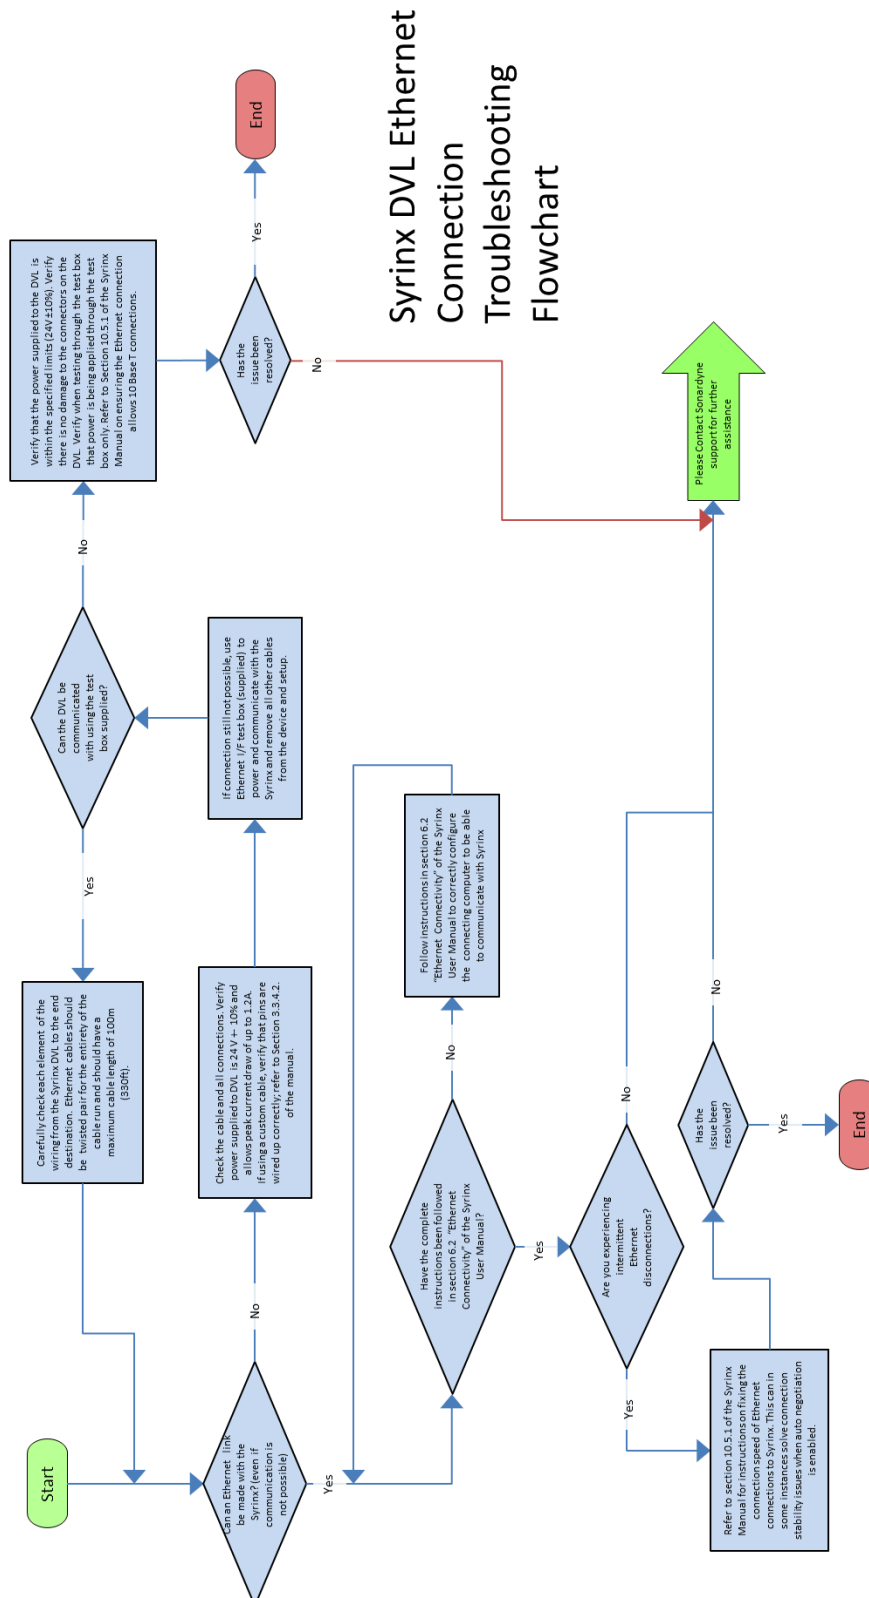 Syrinx DVL Ethernet
Connection
Troubleshooting
Flowchart
Start
Can an Ethernet link
be made with the
Syrinx? (even if
communication is
not possible)
No
Yes
Check the cable and all connections. Verify
power supplied to DVL is 24 V +- 10% and
allows peak current draw of up to 1.2A.
If using a custom cable, verify that pins are
wired up correctly; refer to Section 3.3.4.2.
of the manual.
If connection still not possible, use
Ethernet I/F test box (supplied) to
power and communicate with the
Syrinx and remove all other cables
from the device and setup.
Can the DVL be
communicated
with using the test
box supplied?
Yes
No
Carefully check each element of the
wiring from the Syrinx DVL to the end
destination. Ethernet cables should
be twisted pair for the entirety of the
cable run and should have a
maximum cable length of 100m
(330ft).
Verify that the power supplied to the DVL is
within the specified limits (24V ±10%). Verify
there is no damage to the connectors on the
DVL. Verify when testing through the test box
that power is being applied through the test
box only. Refer to Section 10.5.1 of the Syrinx
Manual on ensuring the Ethernet connection
allows 10 Base T connections.
Has the
issue been
resolved?
Yes
No
End
Have the complete
instructions been followed
in section 6.2 "Ethernet
Connectivity" of the Syrinx
User Manual?
No
Yes
Follow instructions in section 6.2
"Ethernet Connectivity" of the Syrinx
User Manual to correctly configure
the connecting computer to be able
to communicate with Syrinx
Are you experiencing
intermittent
Ethernet
disconnections?
No
Yes
Refer to section 10.5.1 of the Syrinx
Manual for instructions on fixing the
connection speed of Ethernet
connections to Syrinx. This can in
some instances solve connection
stability issues when auto negotiation
is enabled.
Has the
issue been
resolved?
No
Yes
End
Please Contact Sonardyne
support for further
assistance